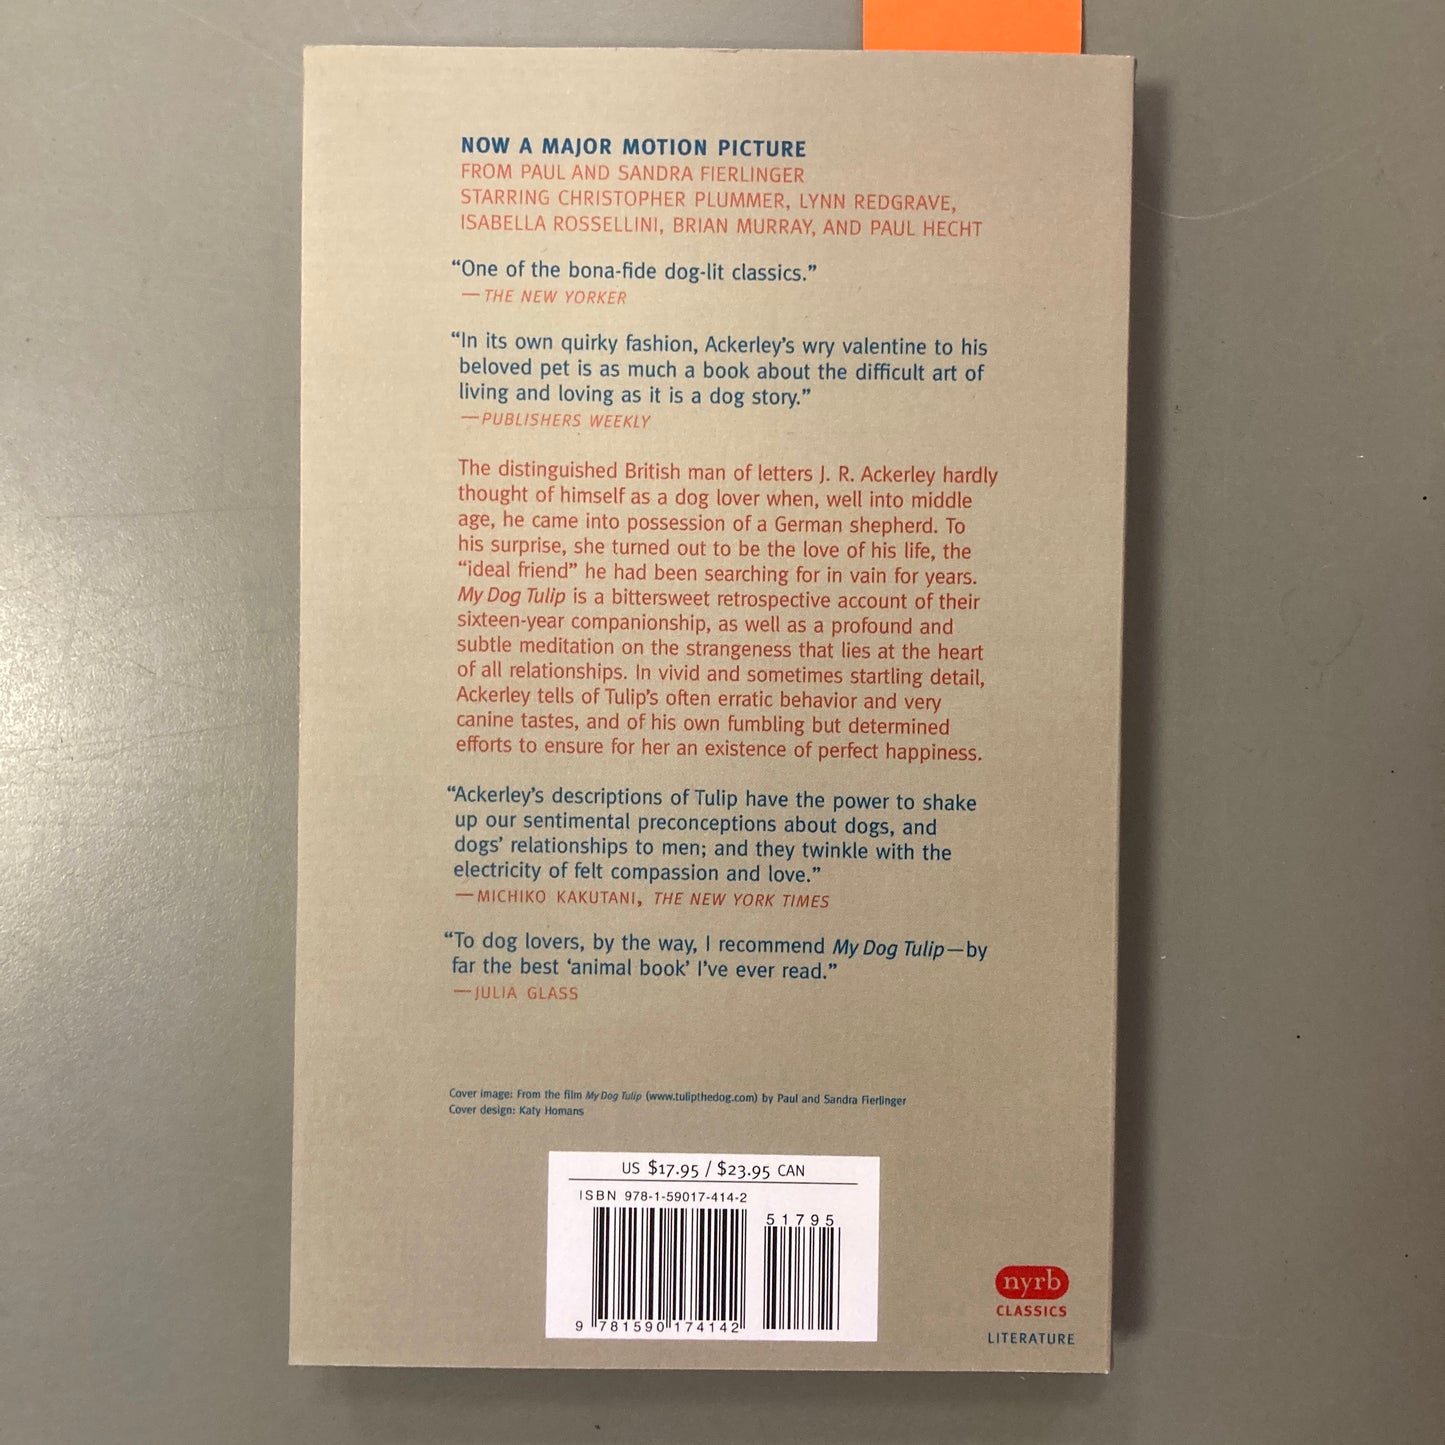 NOW A MAJOR MOTION PICTURE
FROM PAUL AND SANDRA FIERLINGER
STARRING CHRISTOPHER PLUMMER, LYNN REDGRAVE,
ISABELLA ROSSELLINI, BRIAN MURRAY, AND PAUL HECHT
“One of the bona-fide dog-lit classics.”
—THE NEW YORKER
“In its own quirky fashion, Ackerley’s wry valentine to his
beloved pet is as much a book about the difficult art of
living and loving as it is a dog story.”
—PUBLISHERS WEEKLY
The distinguished British man of letters J. R. Ackerley hardly
thought of himself as a dog lover when, well into middle
age, he came into possession of a German shepherd. To
his surprise, she turned out to be the love of his life, the
“ideal friend” he had been searching for in vain for years.
My Dog Tulip is a bittersweet retrospective account of their
sixteen-year companionship, as well as a profound and
subtle meditation on the strangeness that lies at the heart
of all relationships. In vivid and sometimes startling detail,
Ackerley tells of Tulip’s often erratic behavior and very
canine tastes, and of his own fumbling but determined
efforts to ensure for her an existence of perfect happiness.
“Ackerley’s descriptions of Tulip have the power to shake
up our sentimental preconceptions about dogs, and
dogs’ relationships to men; and they twinkle with the
electricity of felt compassion and love.”
—MICHIKO KAKUTANI, THE NEW YORK TIMES
“To dog lovers, by the way, I recommend My Dog Tulip—by
far the best ‘animal book’ I’ve ever read.”
—JULIA GLASS
Cover image: From the film My Dog Tulip (www.tulipthedog.com) by Paul and Sandra Fierlinger
Cover design: Katy Homans
US $17.95 / $23.95 CAN
ISBN 978-1-59017-414-2
51795
9 781590 174142
nyrb
CLASSICS
LITERATURE